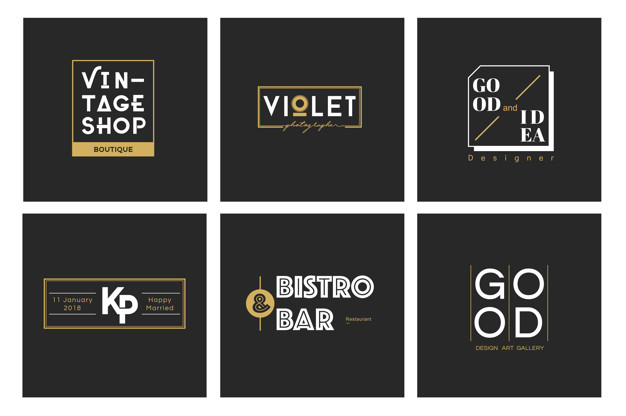 VIN-
TAGE
SHOP
BOUTIQUE
VIOLET
photographer
GO
OD and
ID
EA
Designer
11 January
2018
KP
Happy
Married
& BISTRO
BAR
Restaurant
GO
OD
DESIGN ART GALLERY